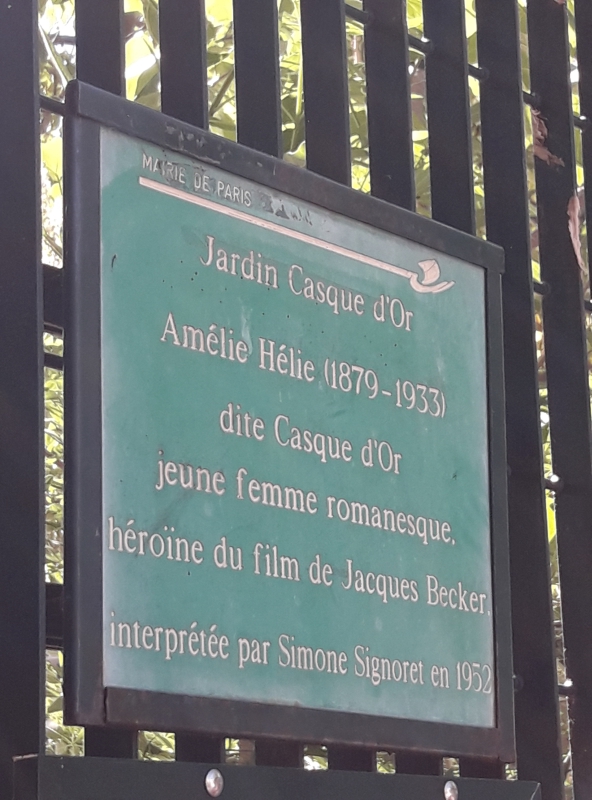 MAIRIE DE PARIS
Jardin Casque d'Or
Amélie Hélie (1879-1933)
dite Casque d'Or
jeune femme romanesque,
héroïne du film de Jacques Becker,
interprétée par Simone Signoret en 1952